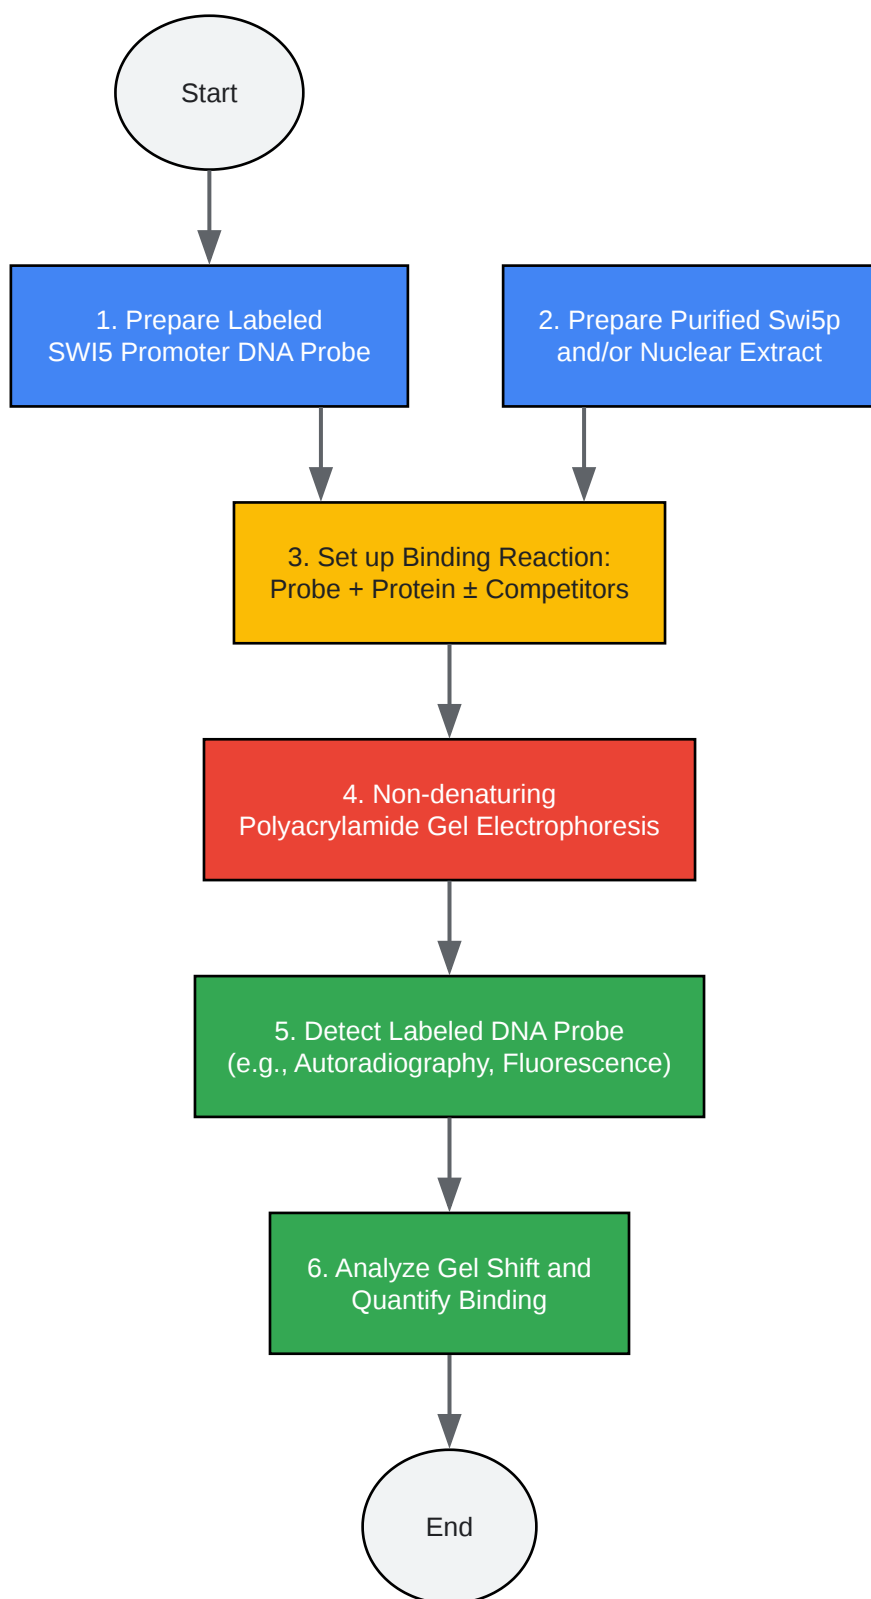 Start
1. Prepare Labeled
SWI5 Promoter DNA Probe
2. Prepare Purified Swi5p
and/or Nuclear Extract
3. Set up Binding Reaction:
Probe + Protein ± Competitors
4. Non-denaturing
Polyacrylamide Gel Electrophoresis
5. Detect Labeled DNA Probe
(e.g., Autoradiography, Fluorescence)
6. Analyze Gel Shift and
Quantify Binding
End